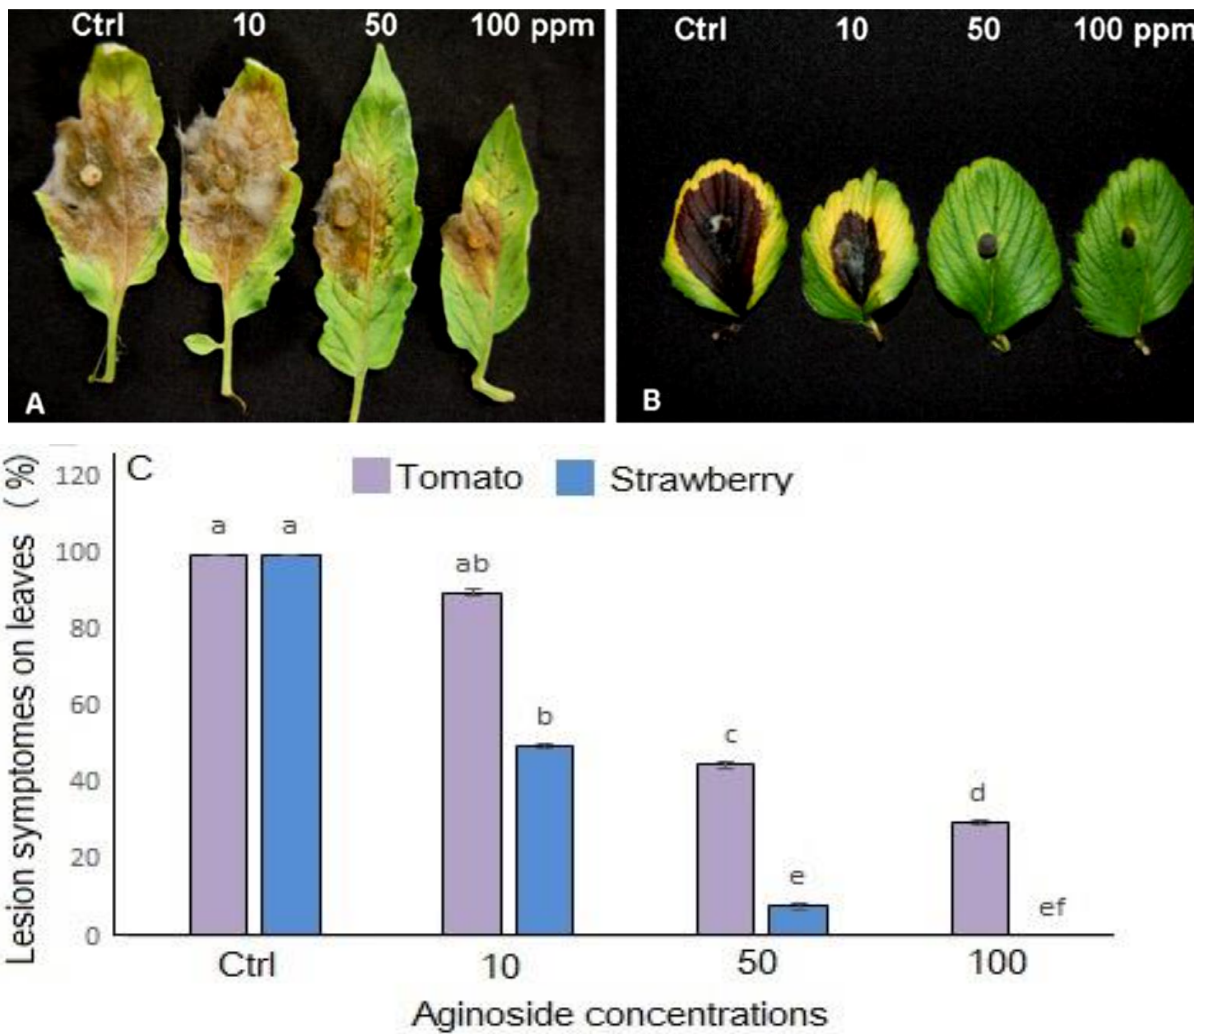 Ctrl 10 50 100 ppm
A
Ctrl 10 50 100 ppm
B
C
Tomato Strawberry
Lesion symptomes on leaves (%)
120
100
80
60
40
20
0
a a ab b c e d ef
Ctrl 10 50 100
Aginoside concentrations